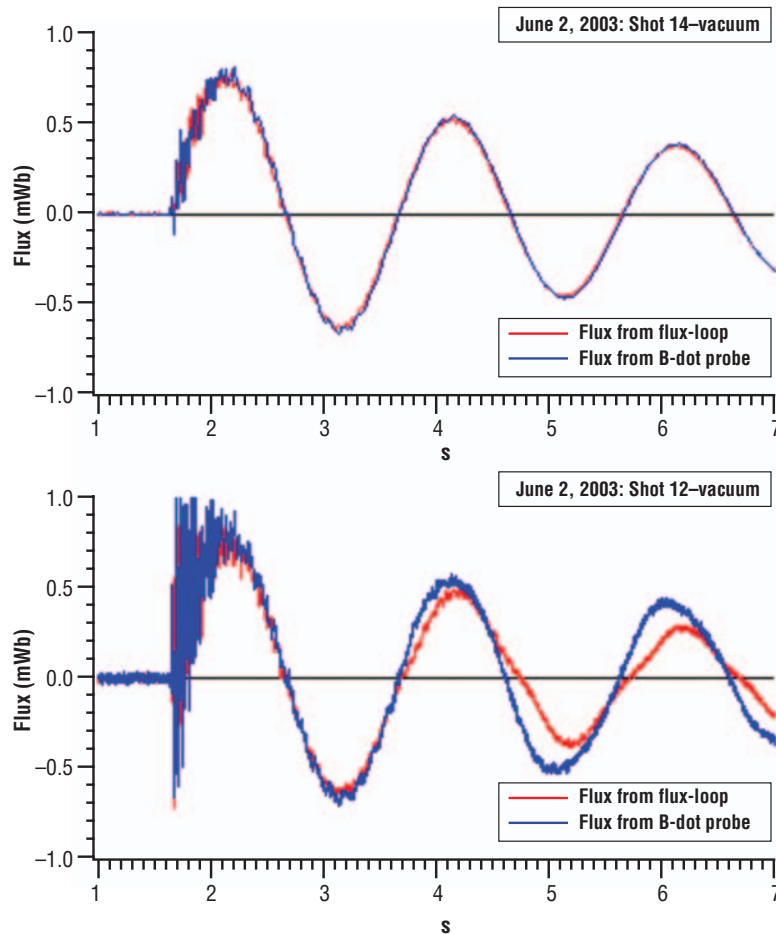 June 2, 2003: Shot 14–vacuum
1.0
0.5
0.0
–0.5
–1.0
Flux (mWb)
Flux from flux-loop
Flux from B-dot probe
1 2 3 4 5 6 7
s
June 2, 2003: Shot 12–vacuum
1.0
0.5
0.0
–0.5
–1.0
Flux (mWb)
Flux from flux-loop
Flux from B-dot probe
1 2 3 4 5 6 7
s